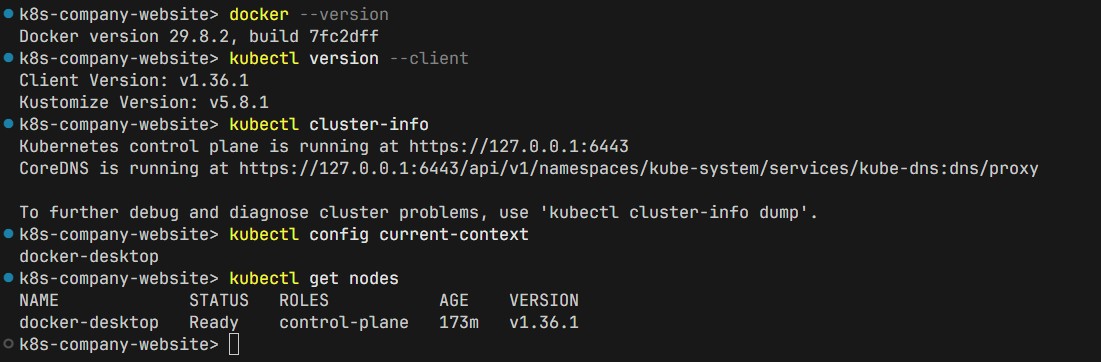 k8s-company-website> docker --version
Docker version 29.8.2, build 7fc2dff
k8s-company-website> kubectl version --client
Client Version: v1.36.1
Kustomize Version: v5.8.1
k8s-company-website> kubectl cluster-info
Kubernetes control plane is running at https://127.0.0.1:6443
CoreDNS is running at https://127.0.0.1:6443/api/v1/namespaces/kube-system/services/kube-dns:dns/proxy

To further debug and diagnose cluster problems, use 'kubectl cluster-info dump'.
k8s-company-website> kubectl config current-context
docker-desktop
k8s-company-website> kubectl get nodes
NAME             STATUS   ROLES           AGE    VERSION
docker-desktop   Ready    control-plane   173m   v1.36.1
k8s-company-website>